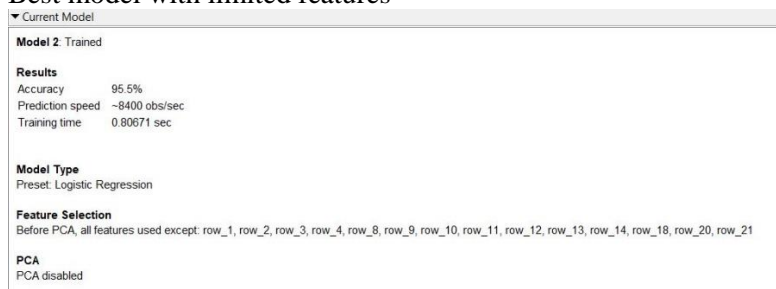 Best model with limited features
▼ Current Model
Model 2: Trained
Results
Accuracy 95.5%
Prediction speed ~8400 obs/sec
Training time 0.80671 sec
Model Type
Preset: Logistic Regression
Feature Selection
Before PCA, all features used except: row_1, row_2, row_3, row_4, row_8, row_9, row_10, row_11, row_12, row_13, row_14, row_18, row_20, row_21
PCA
PCA disabled